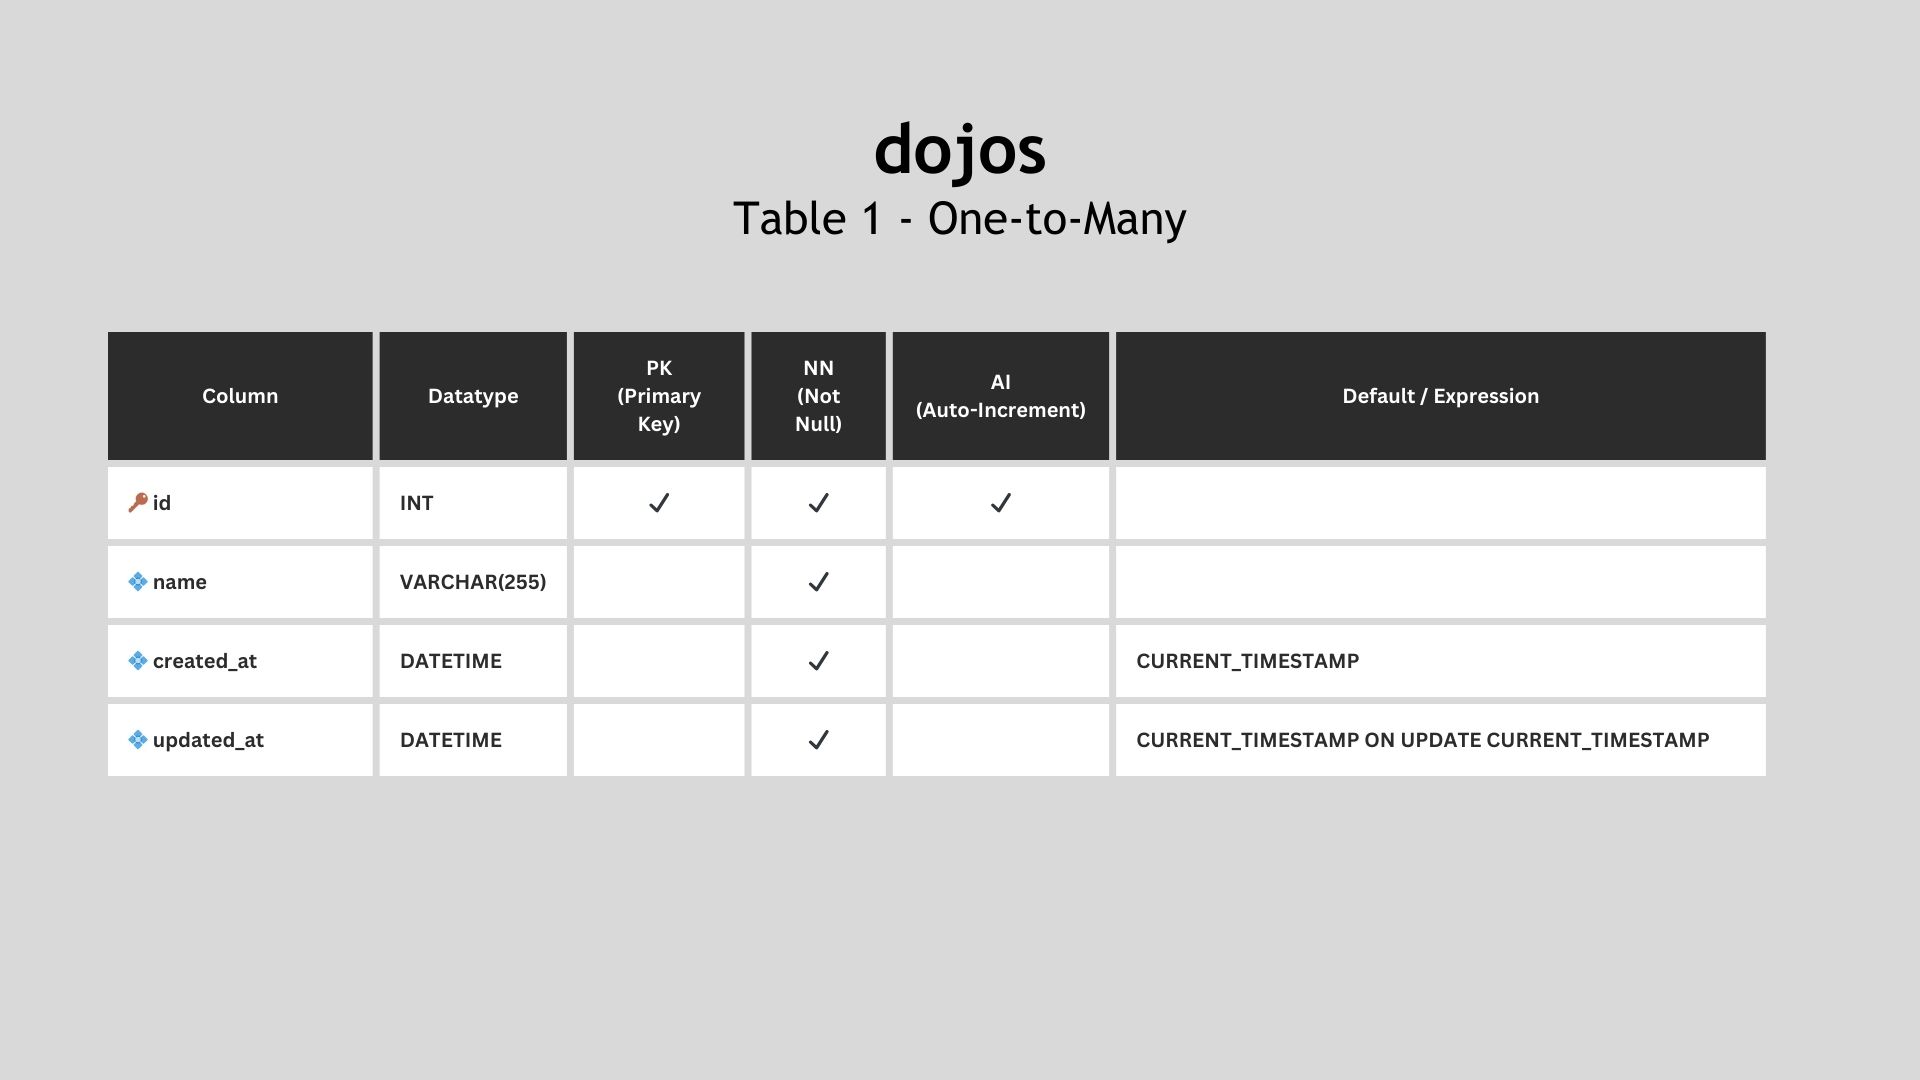 dojos
Table 1 - One-to-Many
Column
Datatype
PK
(Primary
Key)
NN
(Not
Null)
AI
(Auto-Increment)
Default / Expression
id
INT
✓
✓
✓
name
VARCHAR(255)
✓
created_at
DATETIME
✓
CURRENT_TIMESTAMP
updated_at
DATETIME
✓
CURRENT_TIMESTAMP ON UPDATE CURRENT_TIMESTAMP